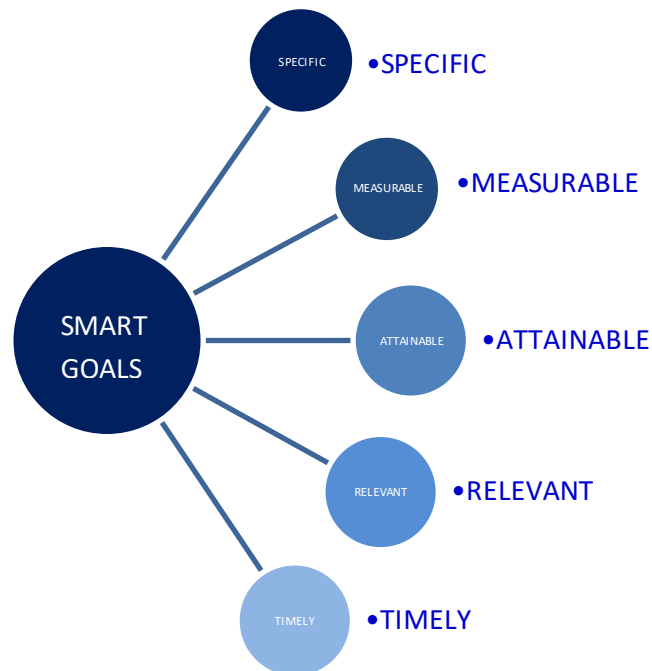 SPECIFIC
•SPECIFIC
MEASURABLE
•MEASURABLE
SMART
GOALS
ATTAINABLE
•ATTAINABLE
RELEVANT
•RELEVANT
TIMELY
•TIMELY